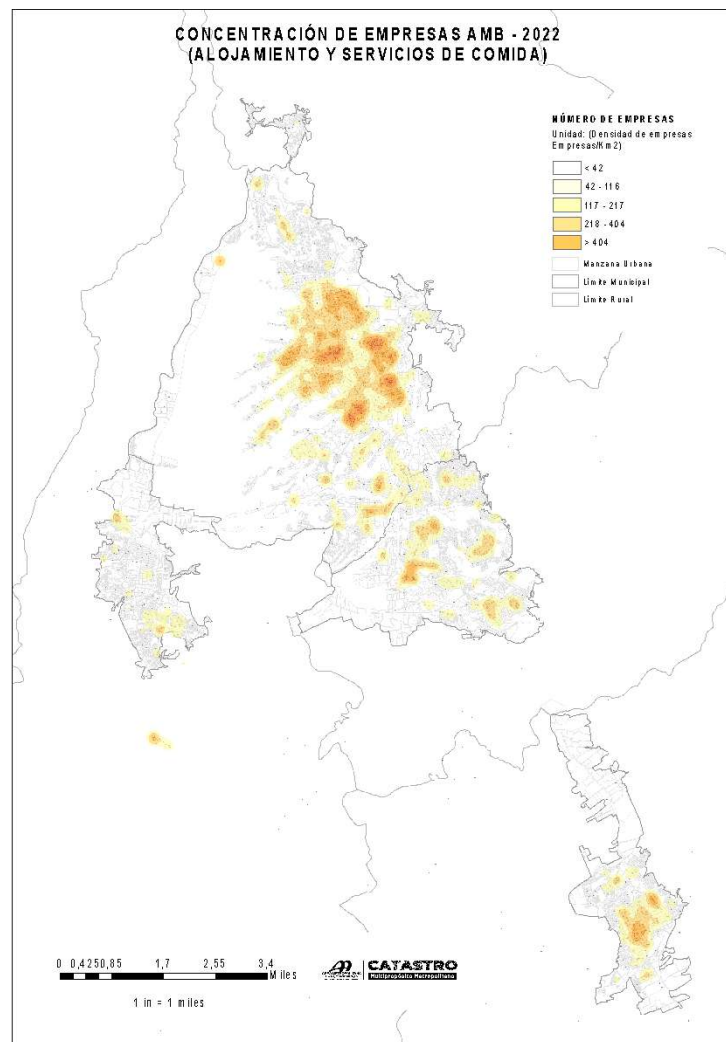 CONCENTRACIÓN DE EMPRESAS AMB - 2022
(ALOJAMIENTO Y SERVICIOS DE COMIDA)
NÚMERO DE EMPRESAS
Unidad: (Densidad de empresas
Empresas/Km2)
< 42
42 - 116
117 - 217
218 - 404
> 404
Manzana Urbana
Límite Municipal
Límite Rural
0 0,4250,85 1,7 2,55 3,4
Miles
1 in = 1 miles
CATASTRO
Multipropósito Metropolitano